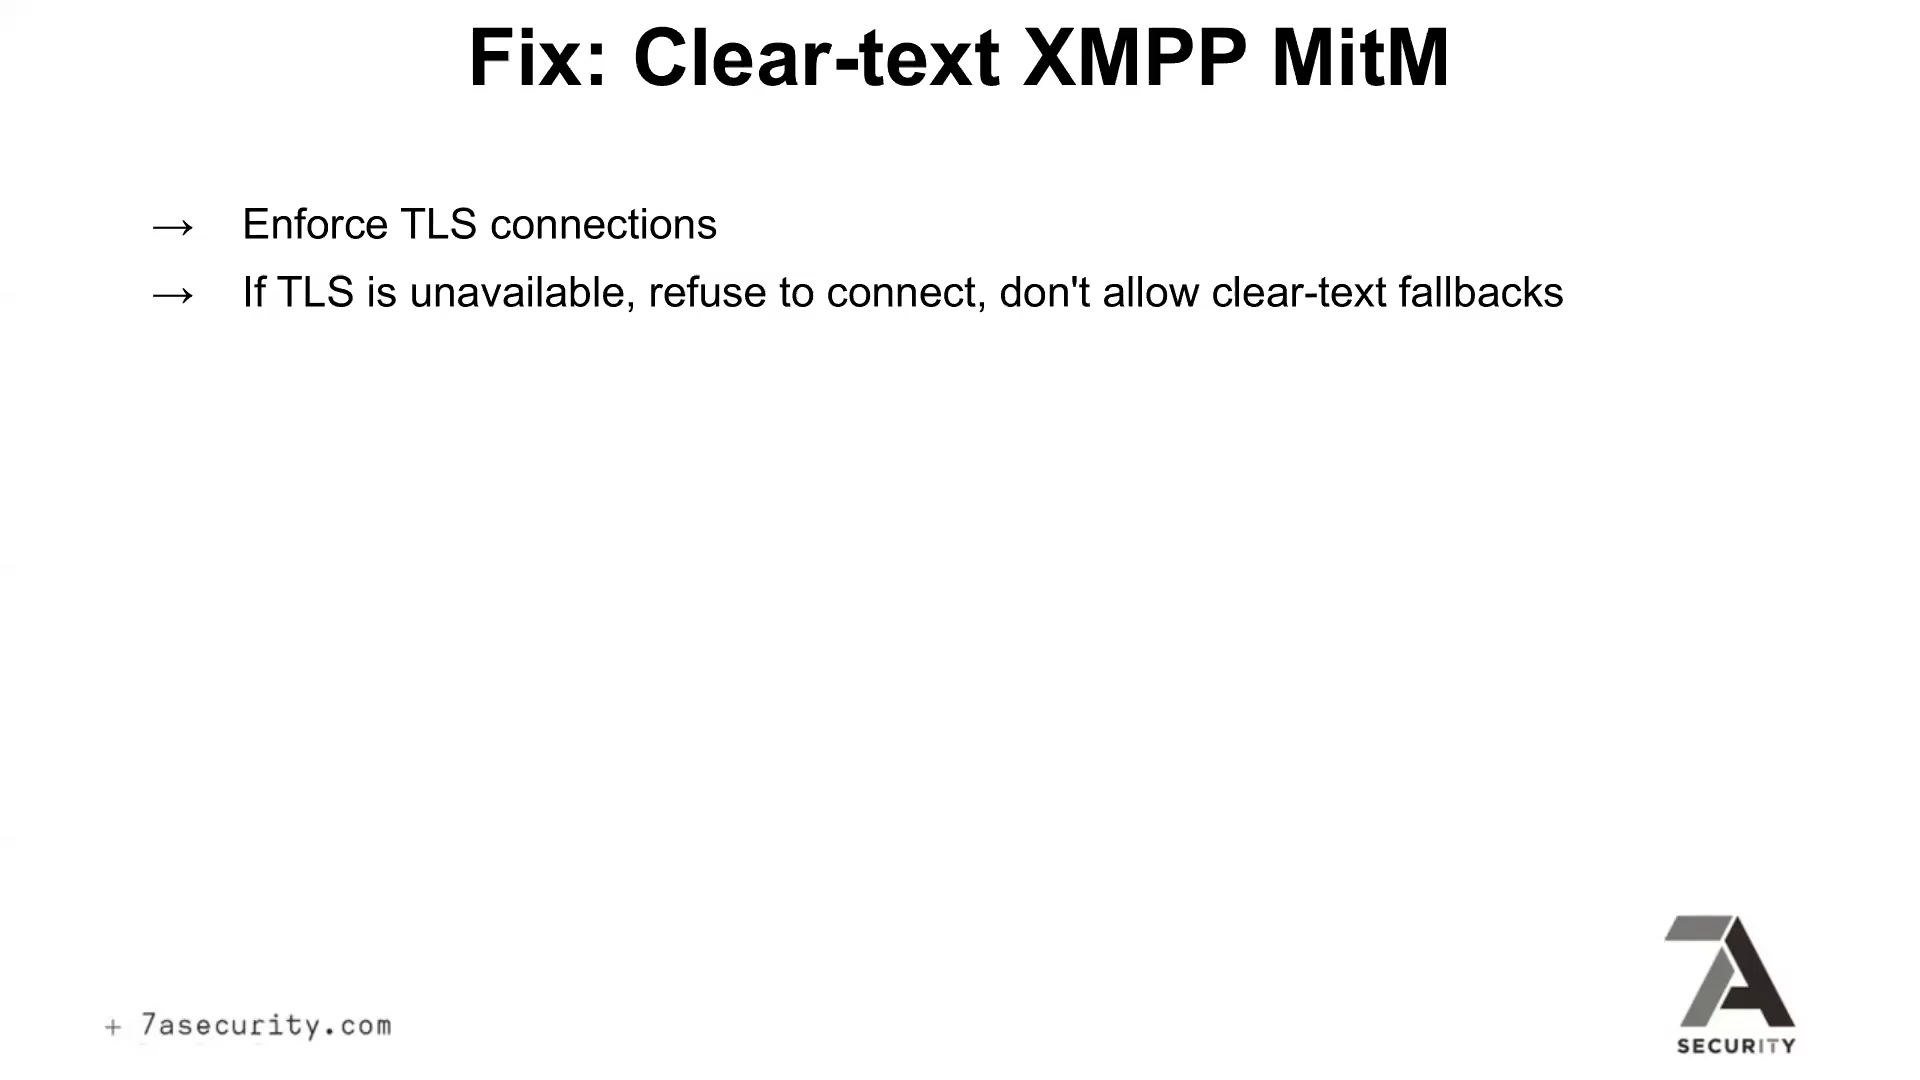 Fix: Clear-text XMPP MitM
→ Enforce TLS connections
→ If TLS is unavailable, refuse to connect, don't allow clear-text fallbacks
+ 7asecurity.com
7A
SECURITY